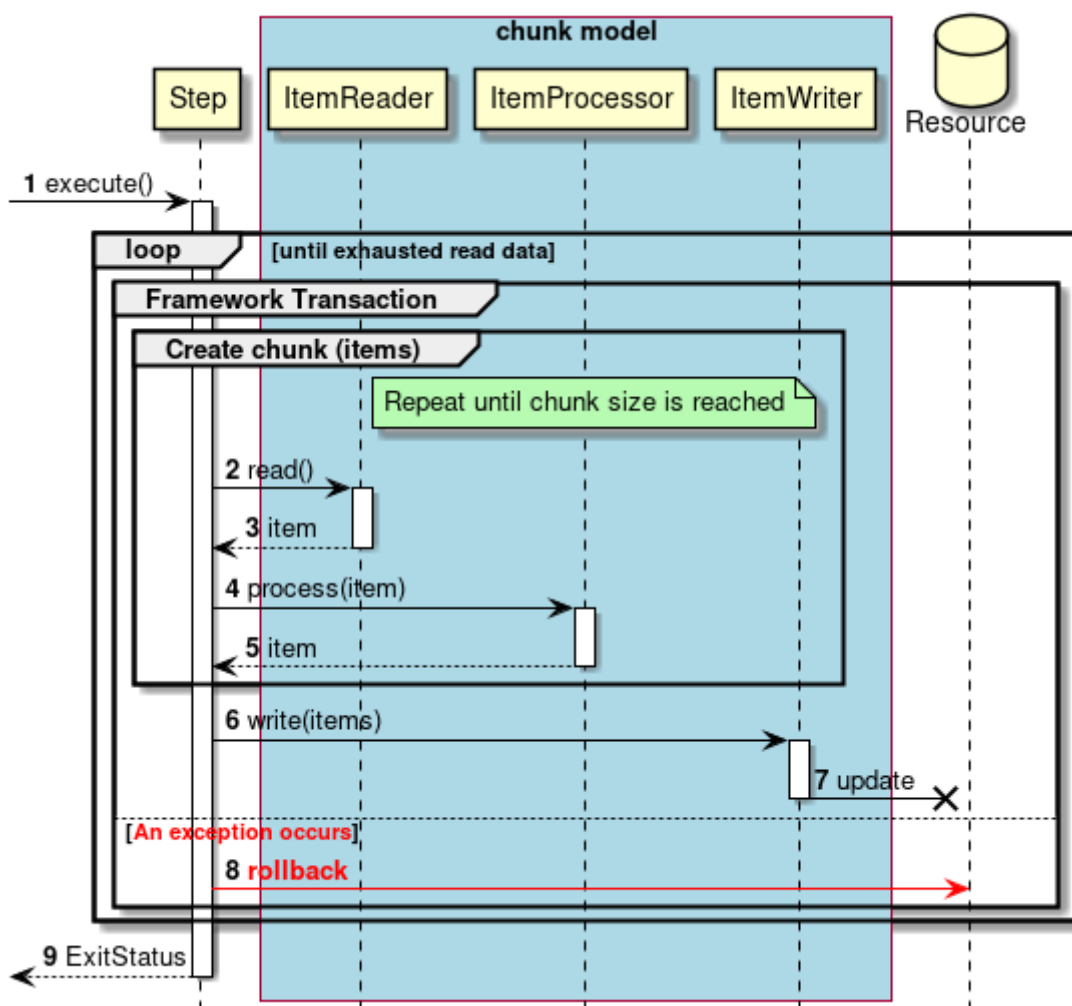 chunk model
Step
ItemReader
ItemProcessor
ItemWriter
Resource
1 execute()
loop
[until exhausted read data]
Framework Transaction
Create chunk (items)
Repeat until chunk size is reached
2 read()
3 item
4 process(item)
5 item
6 write(items)
7 update
[An exception occurs]
8 rollback
9 ExitStatus